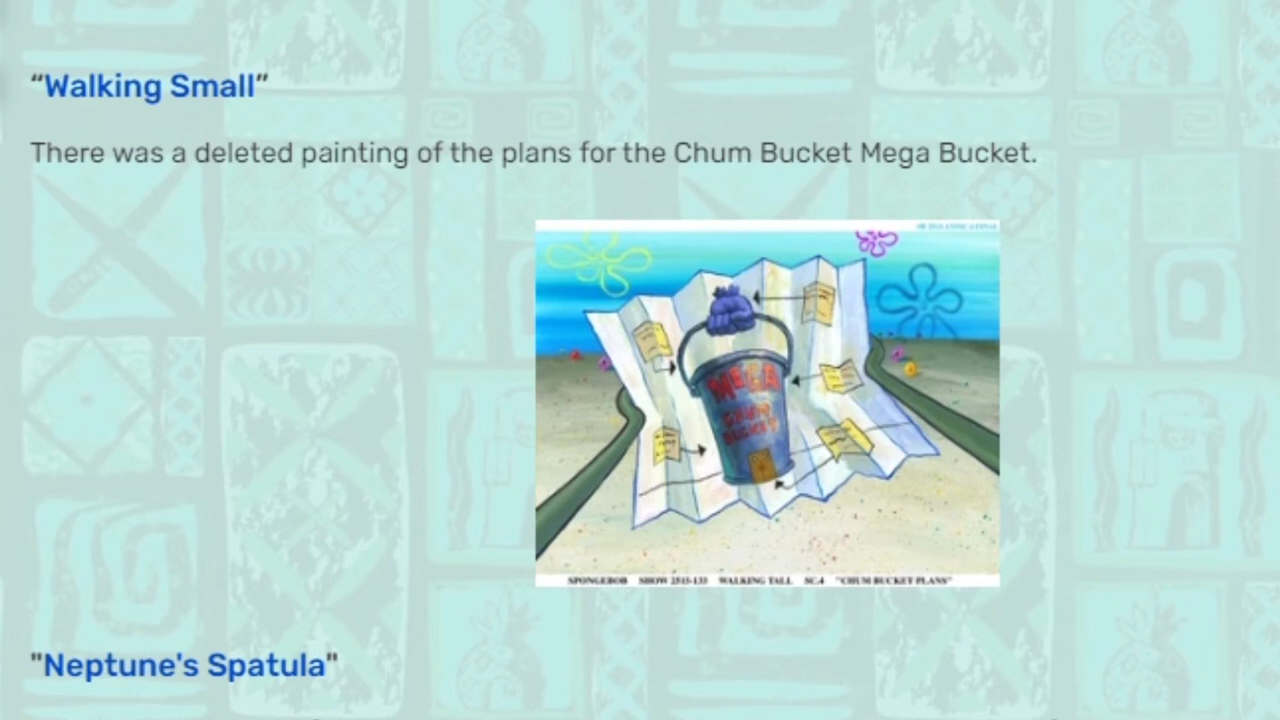 “Walking Small”
There was a deleted painting of the plans for the Chum Bucket Mega Bucket.
MEGA
CHUM
BUCKET
SPONGEBOB SHOW 2515-133 WALKING TALL SC.4 "CHUM BUCKET PLANS"
"Neptune's Spatula"